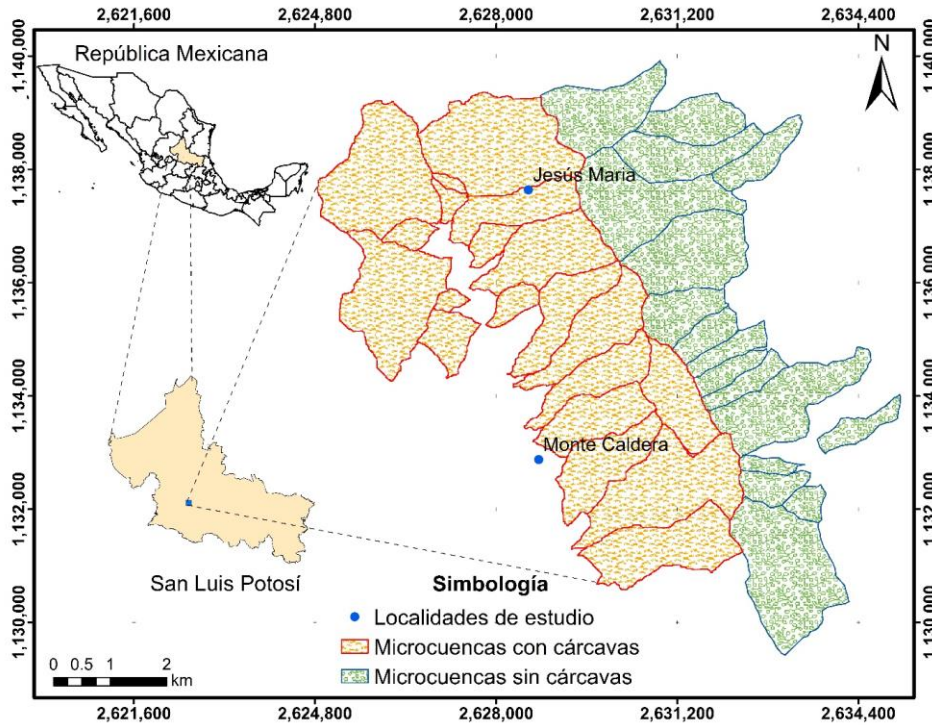 2,621,600 2,624,800 2,628,000 2,631,200 2,634,400
1,140,000 1,140,000
República Mexicana
N
1,138,000 1,138,000
Jesús María
1,136,000 1,136,000
1,134,000 1,134,000
Monte Caldera
1,132,000 1,132,000
San Luis Potosí
Simbología
Localidades de estudio
1,130,000 1,130,000
Microcuencas con cárcavas
Microcuencas sin cárcavas
0 0.5 1 2
km
2,621,600 2,624,800 2,628,000 2,631,200 2,634,400